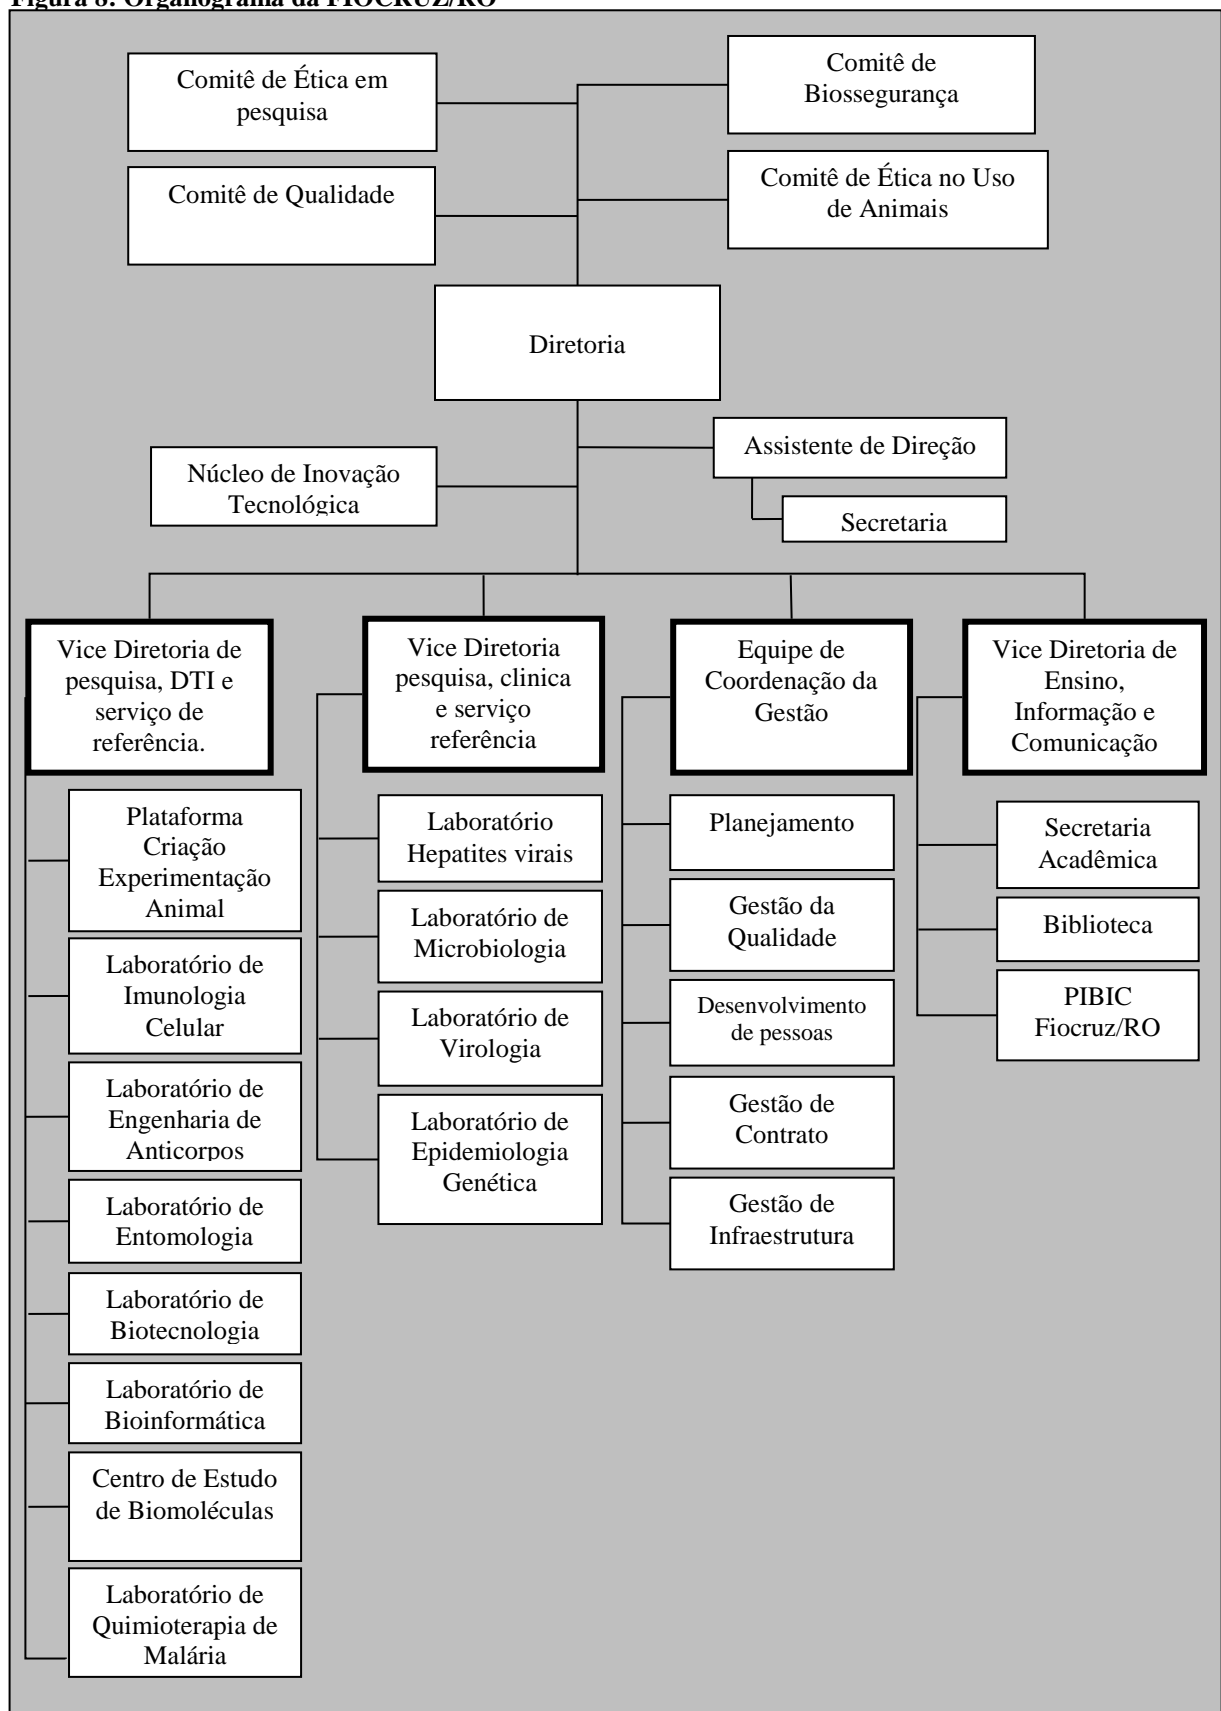 Figura 8: Organograma da FIOCRUZ/RO
Comitê de Ética em
pesquisa
Comitê de
Biossegurança
Comitê de Qualidade
Comitê de Ética no Uso
de Animais
Diretoria
Núcleo de Inovação
Tecnológica
Assistente de Direção
Secretaria
Vice Diretoria de
pesquisa, DTI e
serviço de
referência.
Plataforma
Criação
Experimentação
Animal
Laboratório de
Imunologia
Celular
Laboratório de
Engenharia de
Anticorpos
Laboratório de
Entomologia
Laboratório de
Biotecnologia
Laboratório de
Bioinformática
Centro de Estudo
de Biomoléculas
Laboratório de
Quimioterapia de
Malária
Vice Diretoria
pesquisa, clinica
e serviço
referência
Laboratório
Hepatites virais
Laboratório de
Microbiologia
Laboratório de
Virologia
Laboratório de
Epidemiologia
Genética
Equipe de
Coordenação da
Gestão
Planejamento
Gestão da
Qualidade
Desenvolvimento
de pessoas
Gestão de
Contrato
Gestão de
Infraestrutura
Vice Diretoria de
Ensino,
Informação e
Comunicação
Secretaria
Acadêmica
Biblioteca
PIBIC
Fiocruz/RO